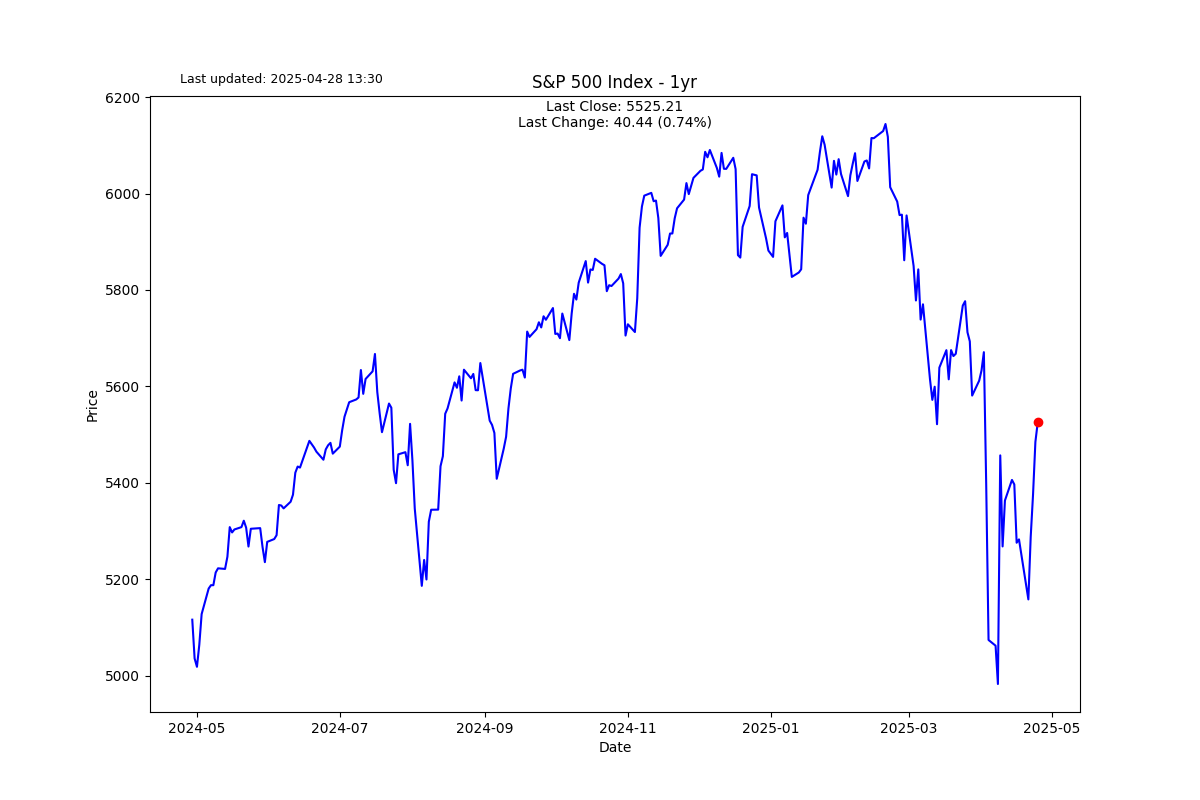 Last updated: 2025-04-28 13:30
S&P 500 Index - 1yr
Last Close: 5525.21
Last Change: 40.44 (0.74%)
6200
6000
5800
5600
5400
5200
5000
Price
2024-05
2024-07
2024-09
2024-11
2025-01
2025-03
2025-05
Date